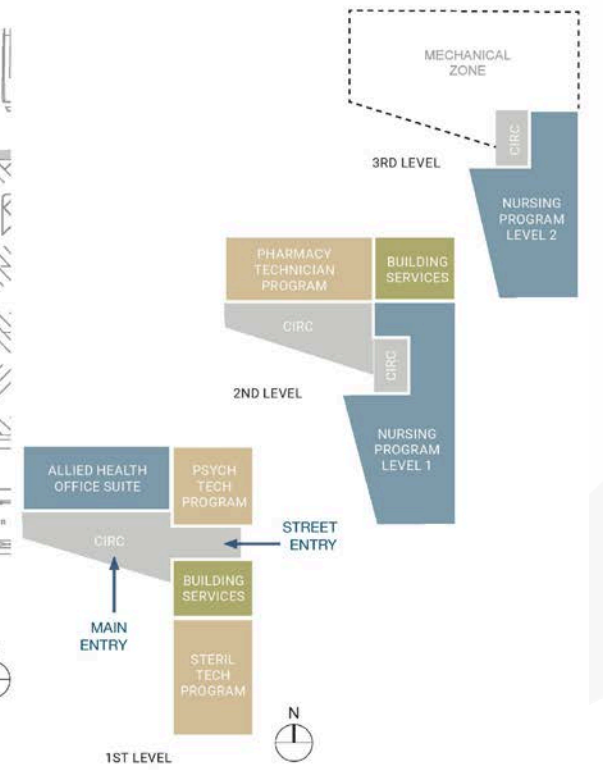 MECHANICAL
ZONE
CIRC
3RD LEVEL
NURSING
PROGRAM
LEVEL 2
PHARMACY
TECHNICIAN
PROGRAM
BUILDING
SERVICES
CIRC
CIRC
2ND LEVEL
NURSING
PROGRAM
LEVEL 1
ALLIED HEALTH
OFFICE SUITE
PSYCH
TECH
PROGRAM
STREET
ENTRY
CIRC
BUILDING
SERVICES
MAIN
ENTRY
STERIL
TECH
PROGRAM
N
1ST LEVEL